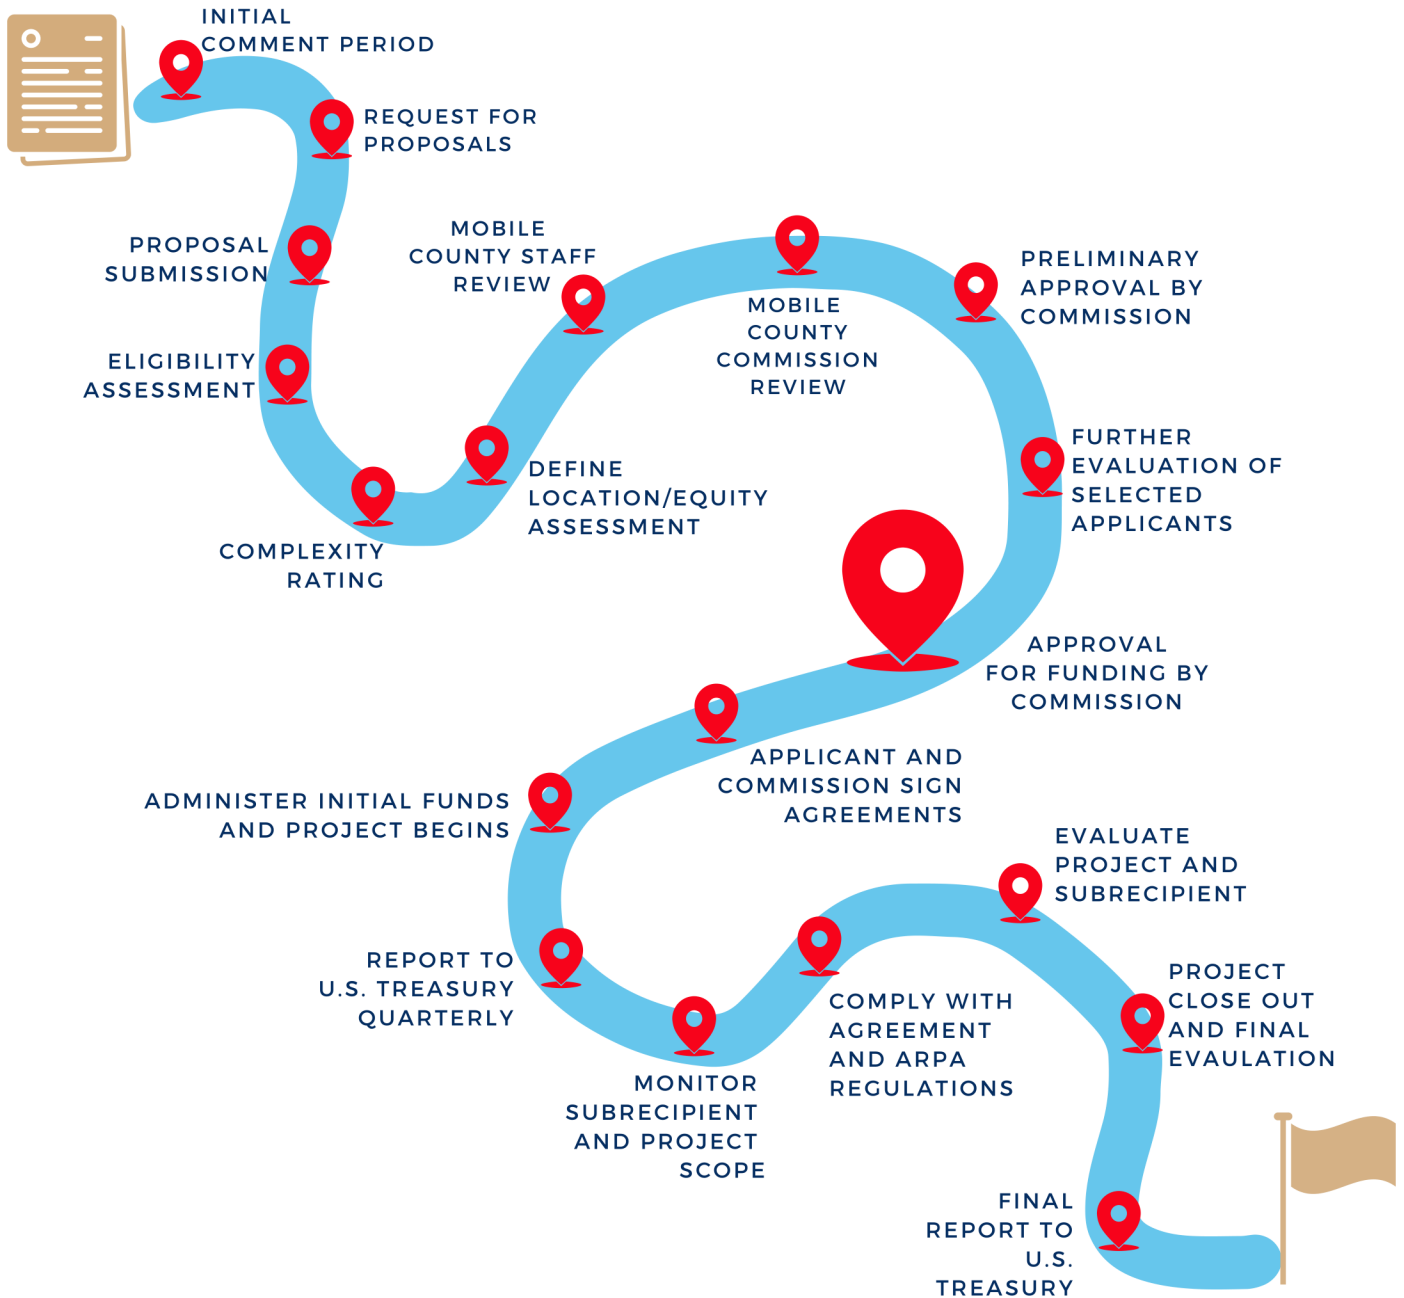 INITIAL
COMMENT PERIOD
REQUEST FOR
PROPOSALS
PROPOSAL
SUBMISSION
ELIGIBILITY
ASSESSMENT
COMPLEXITY
RATING
DEFINE
LOCATION/EQUITY
ASSESSMENT
MOBILE
COUNTY STAFF
REVIEW
MOBILE
COUNTY
COMMISSION
REVIEW
PRELIMINARY
APPROVAL BY
COMMISSION
FURTHER
EVALUATION OF
SELECTED
APPLICANTS
APPROVAL
FOR FUNDING BY
COMMISSION
APPLICANT AND
COMMISSION SIGN
AGREEMENTS
ADMINISTER INITIAL FUNDS
AND PROJECT BEGINS
REPORT TO
U.S. TREASURY
QUARTERLY
MONITOR
SUBRECIPIENT
AND PROJECT
SCOPE
COMPLY WITH
AGREEMENT
AND ARPA
REGULATIONS
EVALUATE
PROJECT AND
SUBRECIPIENT
PROJECT
CLOSE OUT
AND FINAL
EVAULATION
FINAL
REPORT TO
U.S.
TREASURY